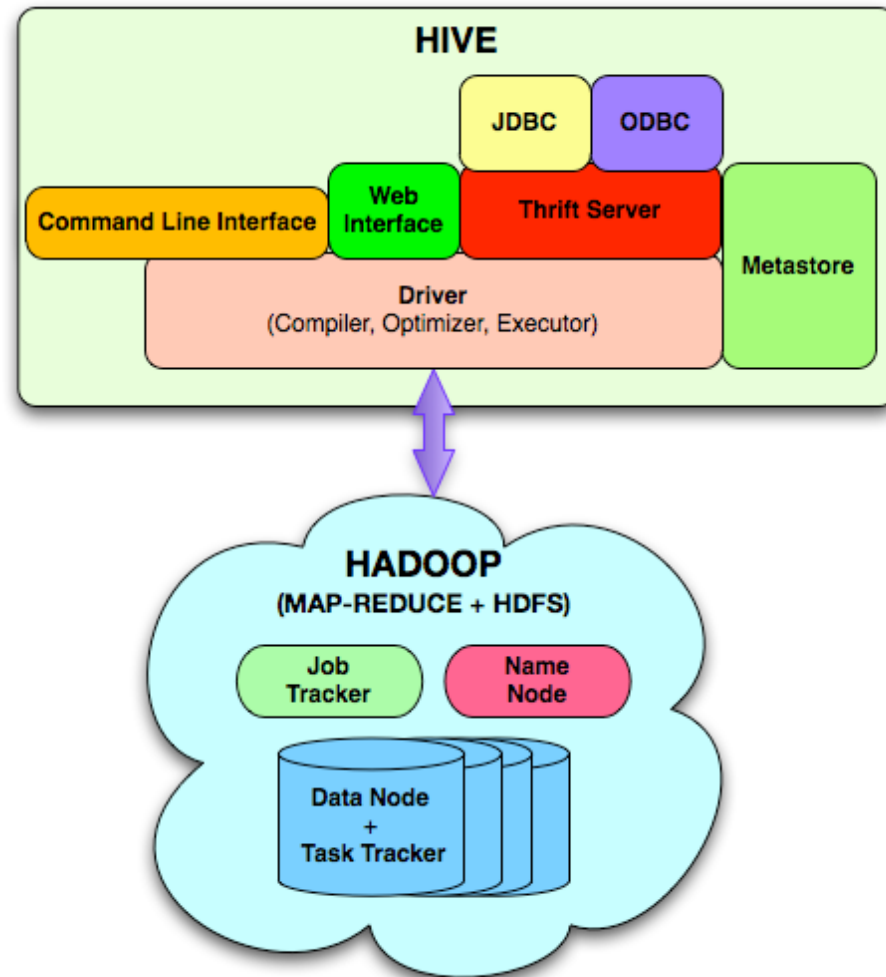 HIVE
JDBC
ODBC
Command Line Interface
Web
Interface
Thrift Server
Metastore
Driver
(Compiler, Optimizer, Executor)
HADOOP
(MAP-REDUCE + HDFS)
Job
Tracker
Name
Node
Data Node
+
Task Tracker